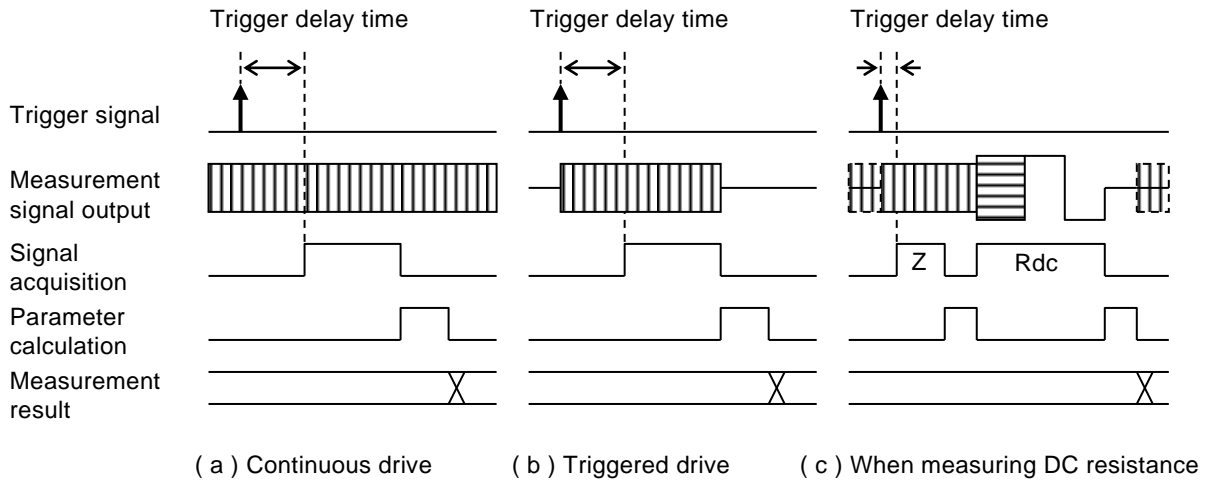 Trigger delay time
Trigger delay time
Trigger delay time
Trigger signal
Measurement
signal output
Signal
acquisition
Z
Rdc
Parameter
calculation
Measurement
result
( a ) Continuous drive
( b ) Triggered drive
( c ) When measuring DC resistance